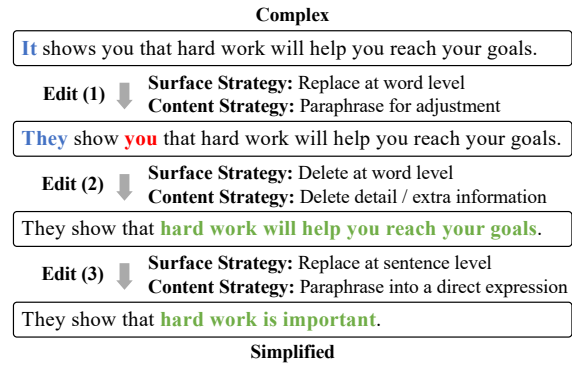 Complex
It shows you that hard work will help you reach your goals.
Edit (1) Surface Strategy: Replace at word level
Content Strategy: Paraphrase for adjustment
They show you that hard work will help you reach your goals.
Edit (2) Surface Strategy: Delete at word level
Content Strategy: Delete detail / extra information
They show that hard work will help you reach your goals.
Edit (3) Surface Strategy: Replace at sentence level
Content Strategy: Paraphrase into a direct expression
They show that hard work is important.
Simplified